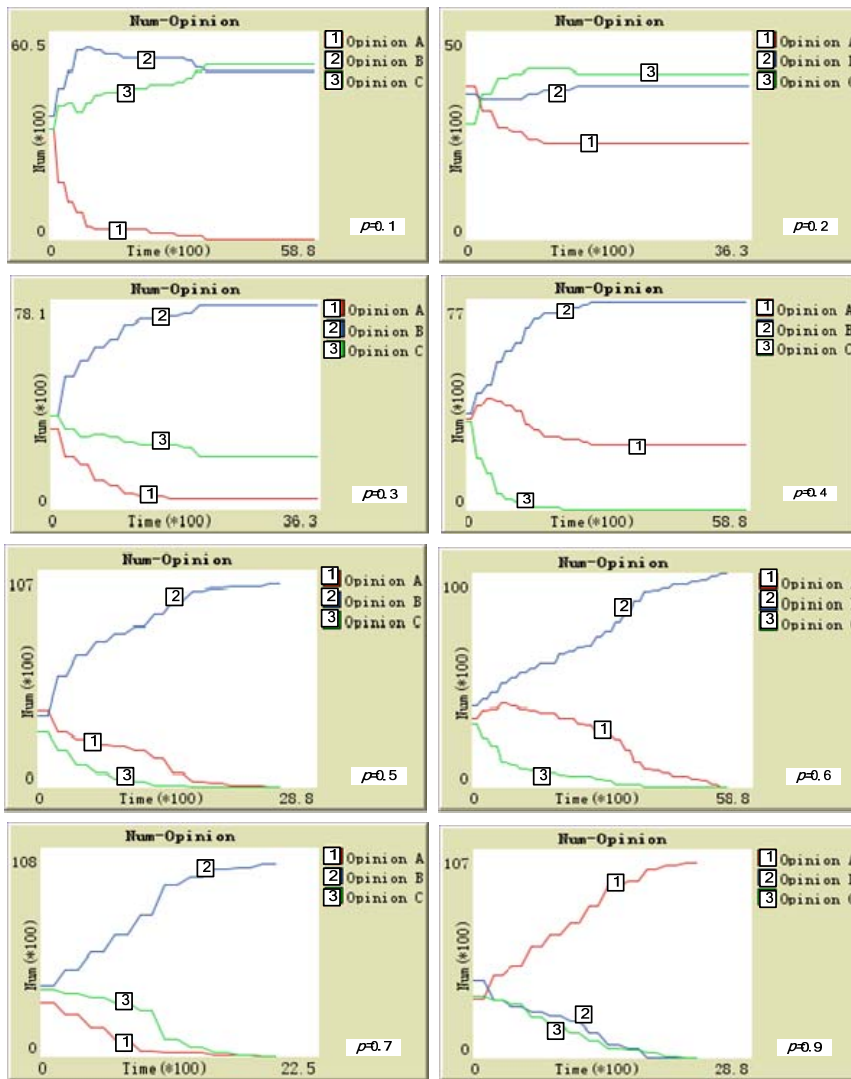 Num-Opinion
60.5
Num(*100)
0
0 Time(*100) 58.8
1 Opinion A
2 Opinion B
3 Opinion C
2
3
1
p=0.1
Num-Opinion
50
Num(*100)
0
0 Time(*100) 36.3
1 Opinion A
2 Opinion
3 Opinion
3
2
1
p=0.2
Num-Opinion
78.1
Num(*100)
0
0 Time(*100) 36.3
1 Opinion A
2 Opinion B
3 Opinion C
2
3
1
p=0.3
Num-Opinion
77
Num(*100)
0
0 Time(*100) 58.8
1 Opinion A
2 Opinion
3 Opinion
2
1
3
p=0.4
Num-Opinion
107
Num(*100)
0
0 Time(*100) 28.8
1 Opinion A
2 Opinion B
3 Opinion C
2
1
3
p=0.5
Num-Opinion
100
Num(*100)
0
0 Time(*100) 58.8
1 Opinion
2 Opinion
3 Opinion
2
1
3
p=0.6
Num-Opinion
108
Num(*100)
0
0 Time(*100) 22.5
1 Opinion A
2 Opinion B
3 Opinion C
2
3
1
p=0.7
Num-Opinion
107
Num(*100)
0
0 Time(*100) 28.8
1 Opinion A
2 Opinion
3 Opinion
1
2
3
p=0.9